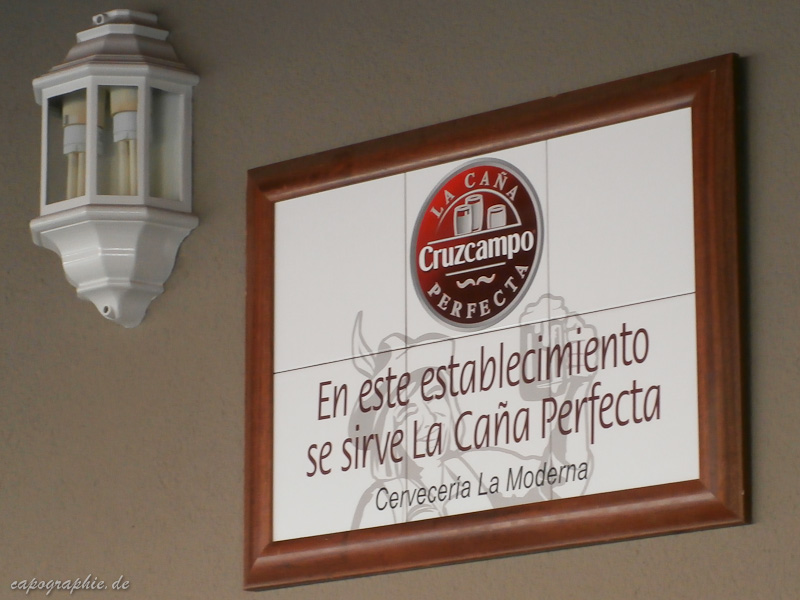 LA CAÑA
Cruzcampo
PERFECTA
En este establecimiento
se sirve La Caña Perfecta
Cervecería La Moderna
capographie.de